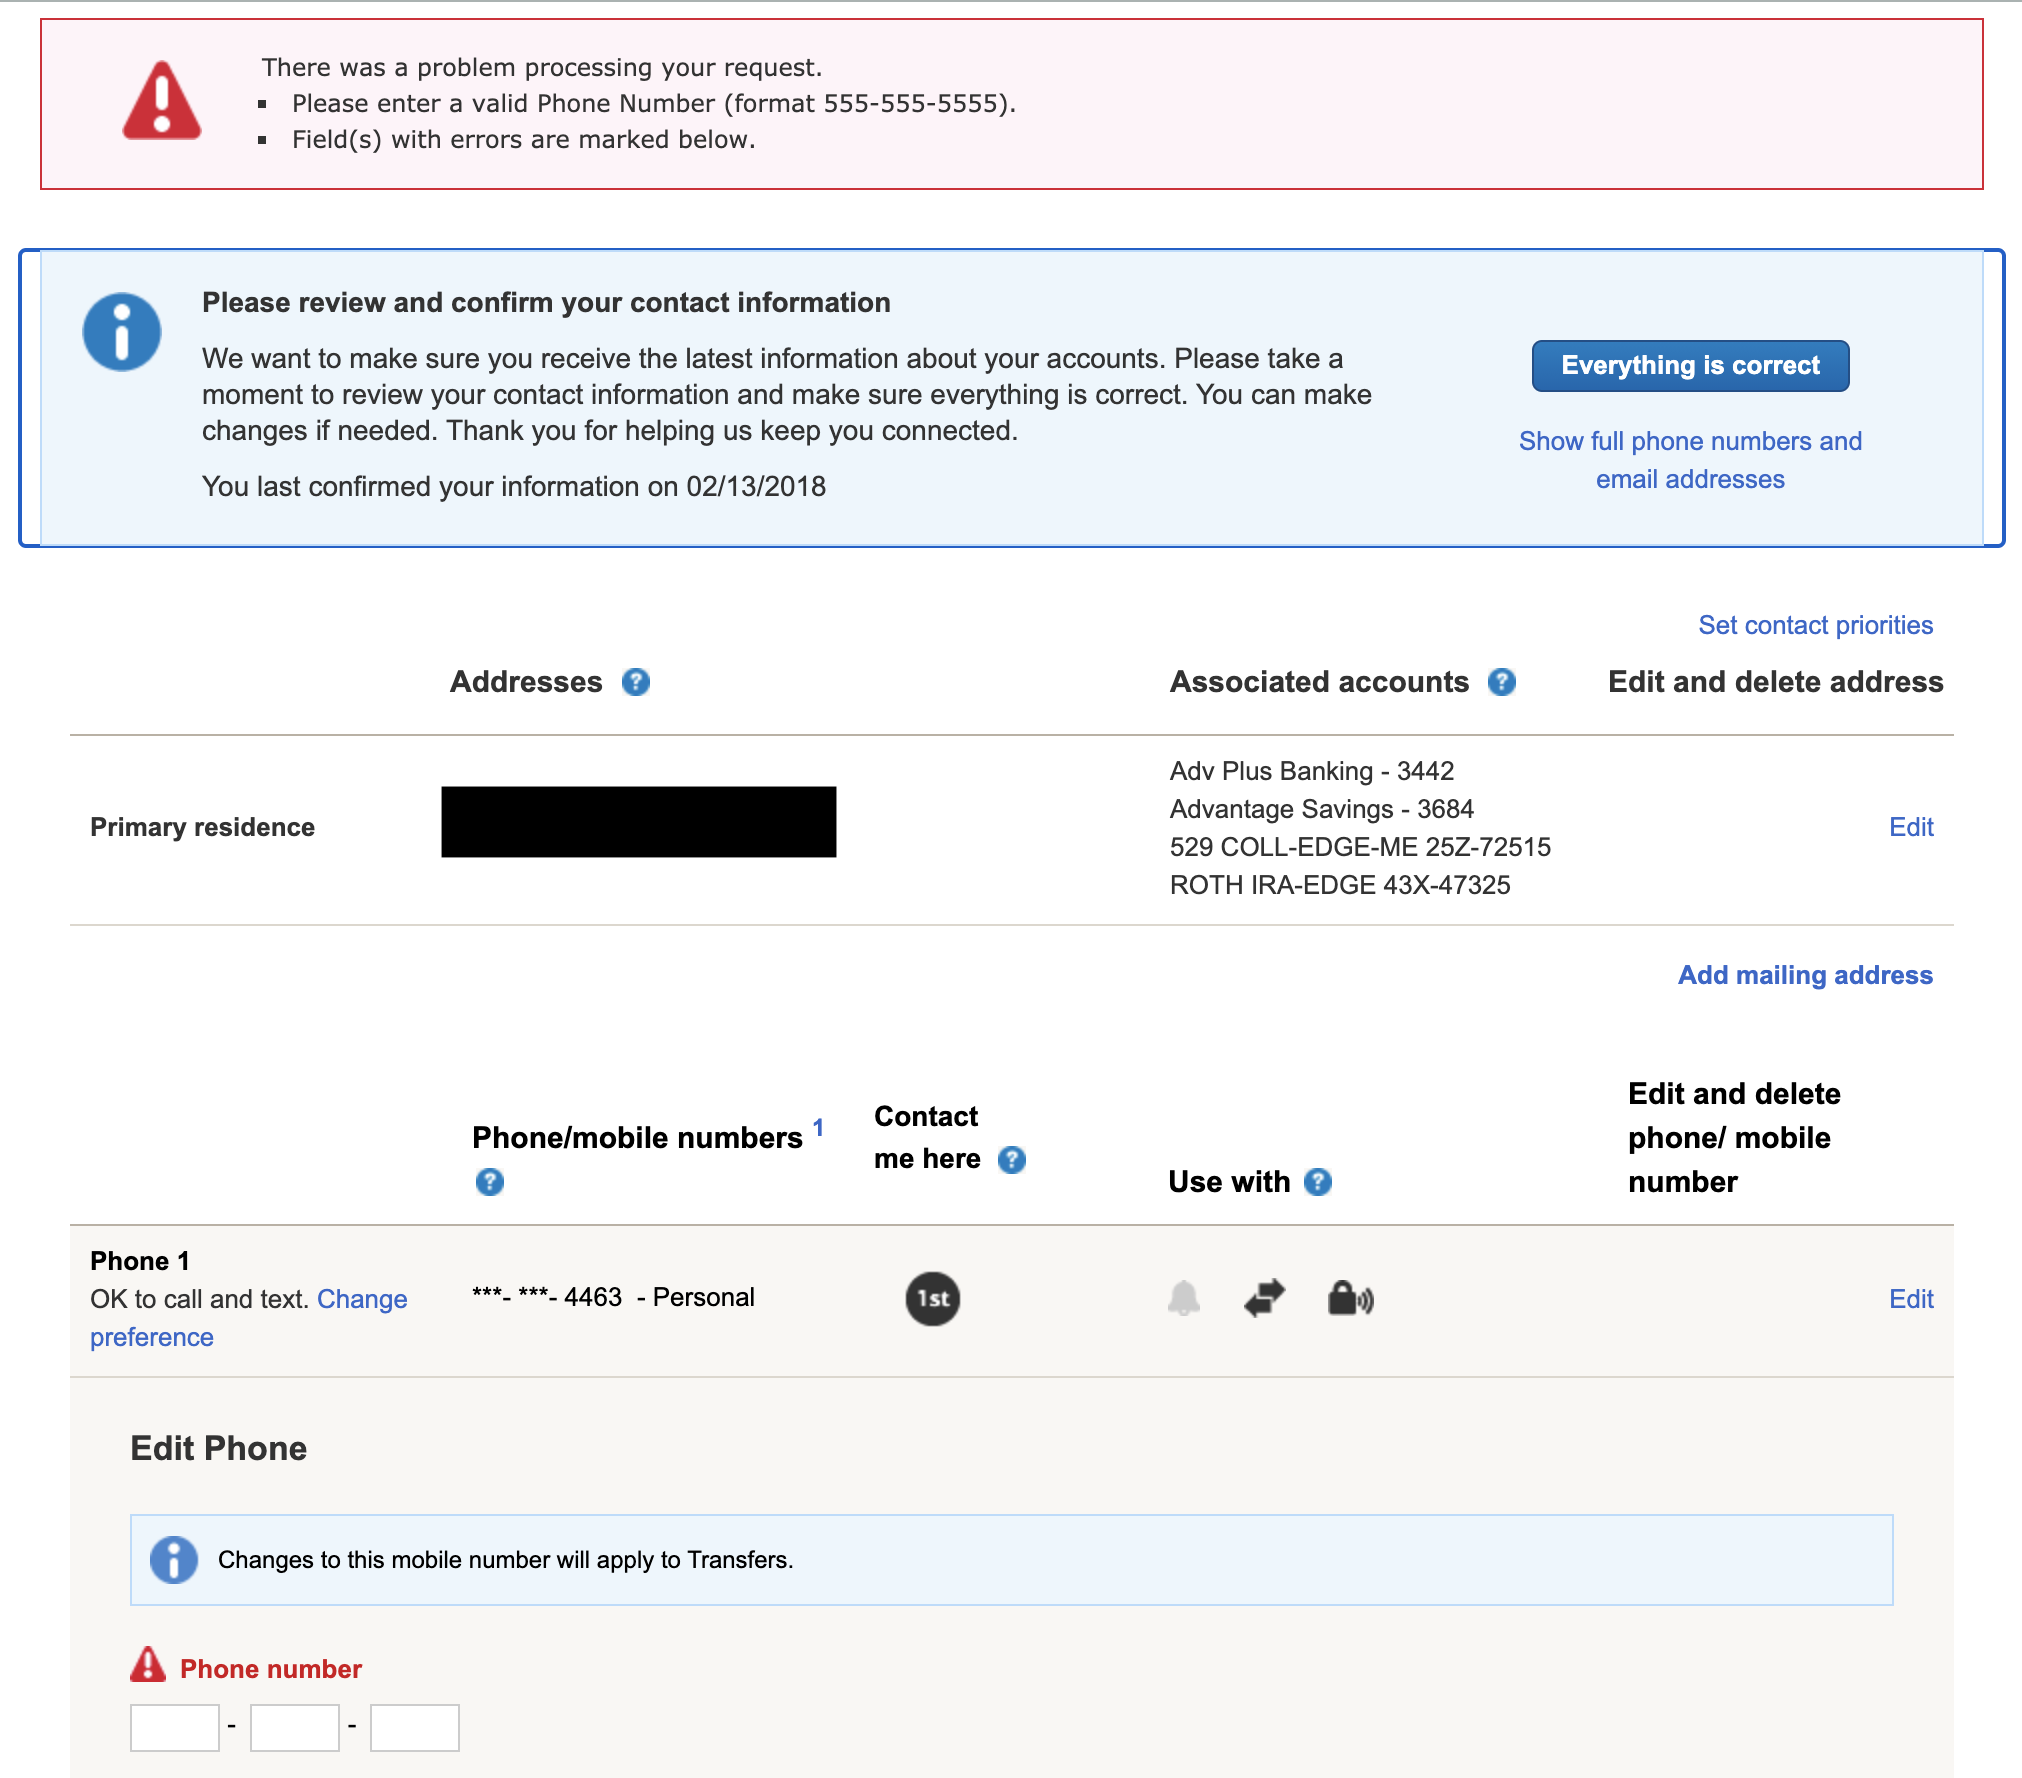 There was a problem processing your request.
▪ Please enter a valid Phone Number (format 555-555-5555).
▪ Field(s) with errors are marked below.
Please review and confirm your contact information
We want to make sure you receive the latest information about your accounts. Please take a
moment to review your contact information and make sure everything is correct. You can make
changes if needed. Thank you for helping us keep you connected.
You last confirmed your information on 02/13/2018
Everything is correct
Show full phone numbers and
email addresses
Set contact priorities
Addresses ?
Associated accounts ?
Edit and delete address
Primary residence
Adv Plus Banking - 3442
Advantage Savings - 3684
529 COLL-EDGE-ME 25Z-72515
ROTH IRA-EDGE 43X-47325
Edit
Add mailing address
Phone/mobile numbers 1
?
Contact
me here ?
Use with ?
Edit and delete
phone/ mobile
number
Phone 1
OK to call and text. Change
preference
***- ***- 4463 - Personal
1st
Edit
Edit Phone
Changes to this mobile number will apply to Transfers.
Phone number
- -